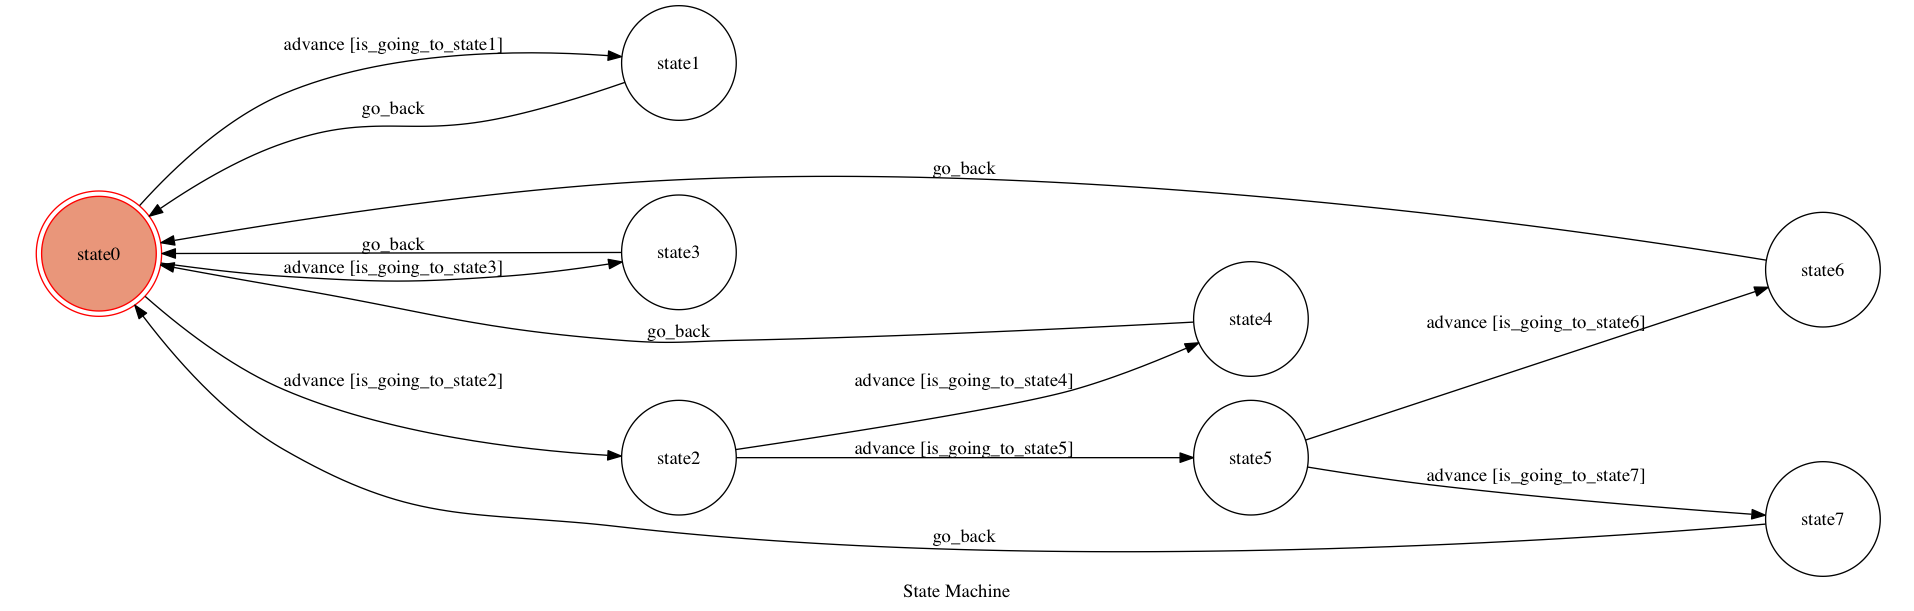 advance [is_going_to_state1]
state1
go_back
go_back
state0
go_back
state3
advance [is_going_to_state3]
state6
state4
go_back
advance [is_going_to_state6]
advance [is_going_to_state2]
advance [is_going_to_state4]
state2
advance [is_going_to_state5]
state5
advance [is_going_to_state7]
state7
go_back
State Machine